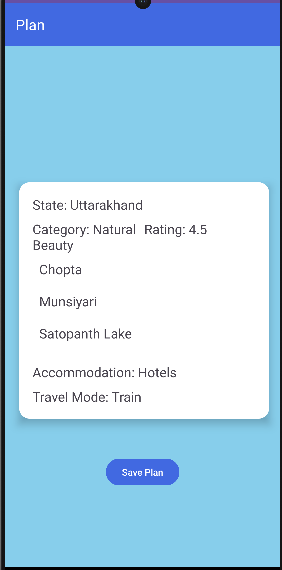 Plan
State: Uttarakhand
Category: Natural Rating: 4.5
Beauty
Chopta
Munsiyari
Satopanth Lake
Accommodation: Hotels
Travel Mode: Train
Save Plan